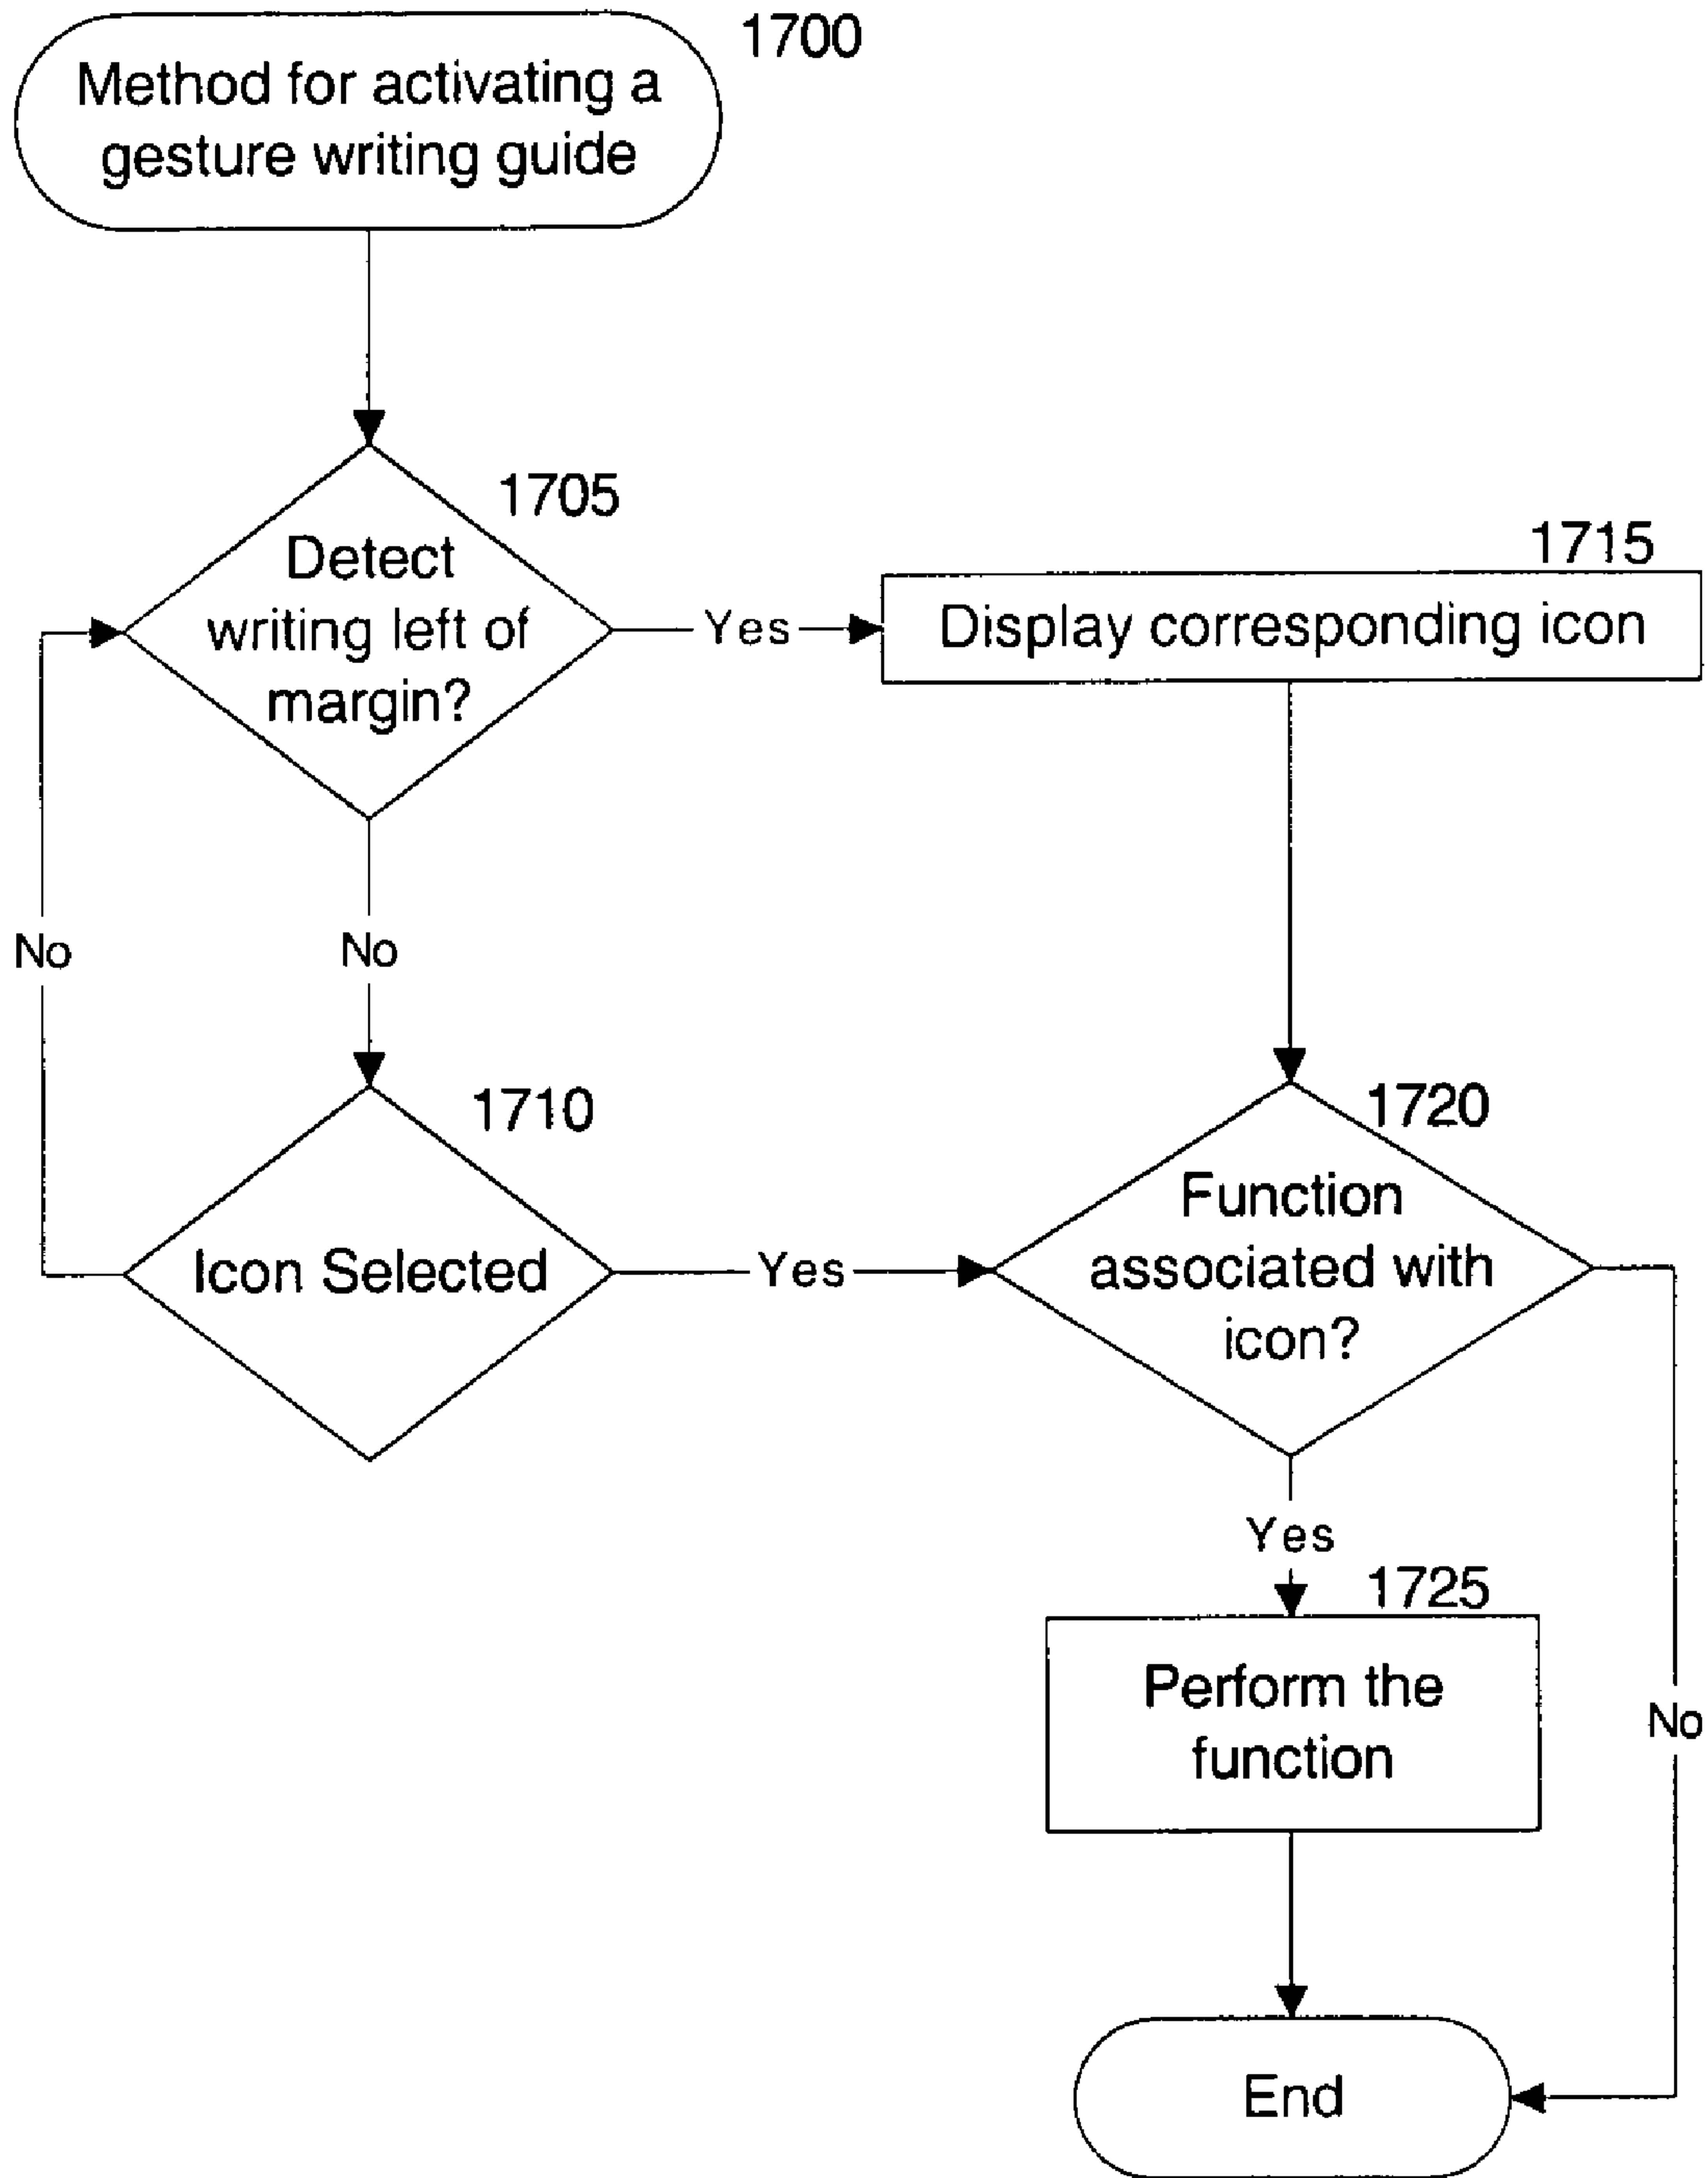 1700
Method for activating a
gesture writing guide
1705
Detect
writing left of
margin?
Yes
1715
Display corresponding icon
No
No
1710
Icon Selected
Yes
1720
Function
associated with
icon?
Yes
1725
Perform the
function
No
End